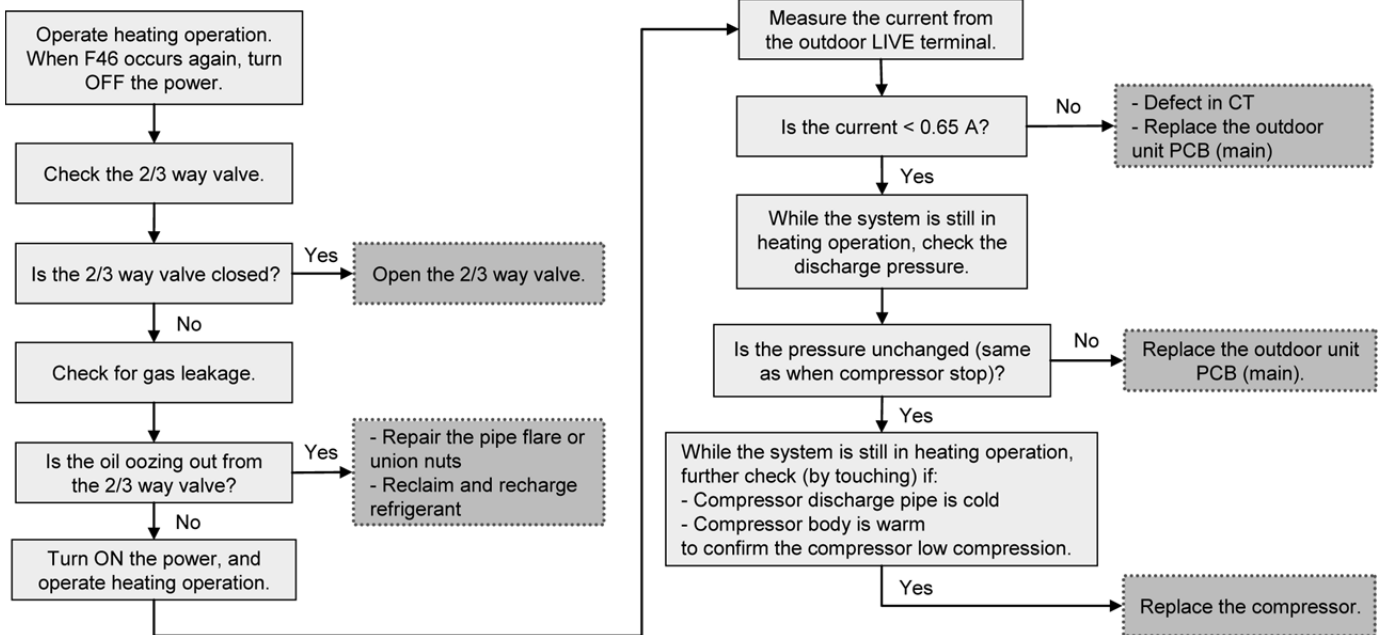 Operate heating operation.
When F46 occurs again, turn
OFF the power.
Check the 2/3 way valve.
Is the 2/3 way valve closed?
Yes
Open the 2/3 way valve.
No
Check for gas leakage.
Is the oil oozing out from
the 2/3 way valve?
Yes
- Repair the pipe flare or
union nuts
- Reclaim and recharge
refrigerant
No
Turn ON the power, and
operate heating operation.
Measure the current from
the outdoor LIVE terminal.
Is the current < 0.65 A?
No
- Defect in CT
- Replace the outdoor
unit PCB (main)
Yes
While the system is still in
heating operation, check the
discharge pressure.
Is the pressure unchanged (same
as when compressor stop)?
No
Replace the outdoor unit
PCB (main).
Yes
While the system is still in heating operation,
further check (by touching) if:
- Compressor discharge pipe is cold
- Compressor body is warm
to confirm the compressor low compression.
Yes
Replace the compressor.